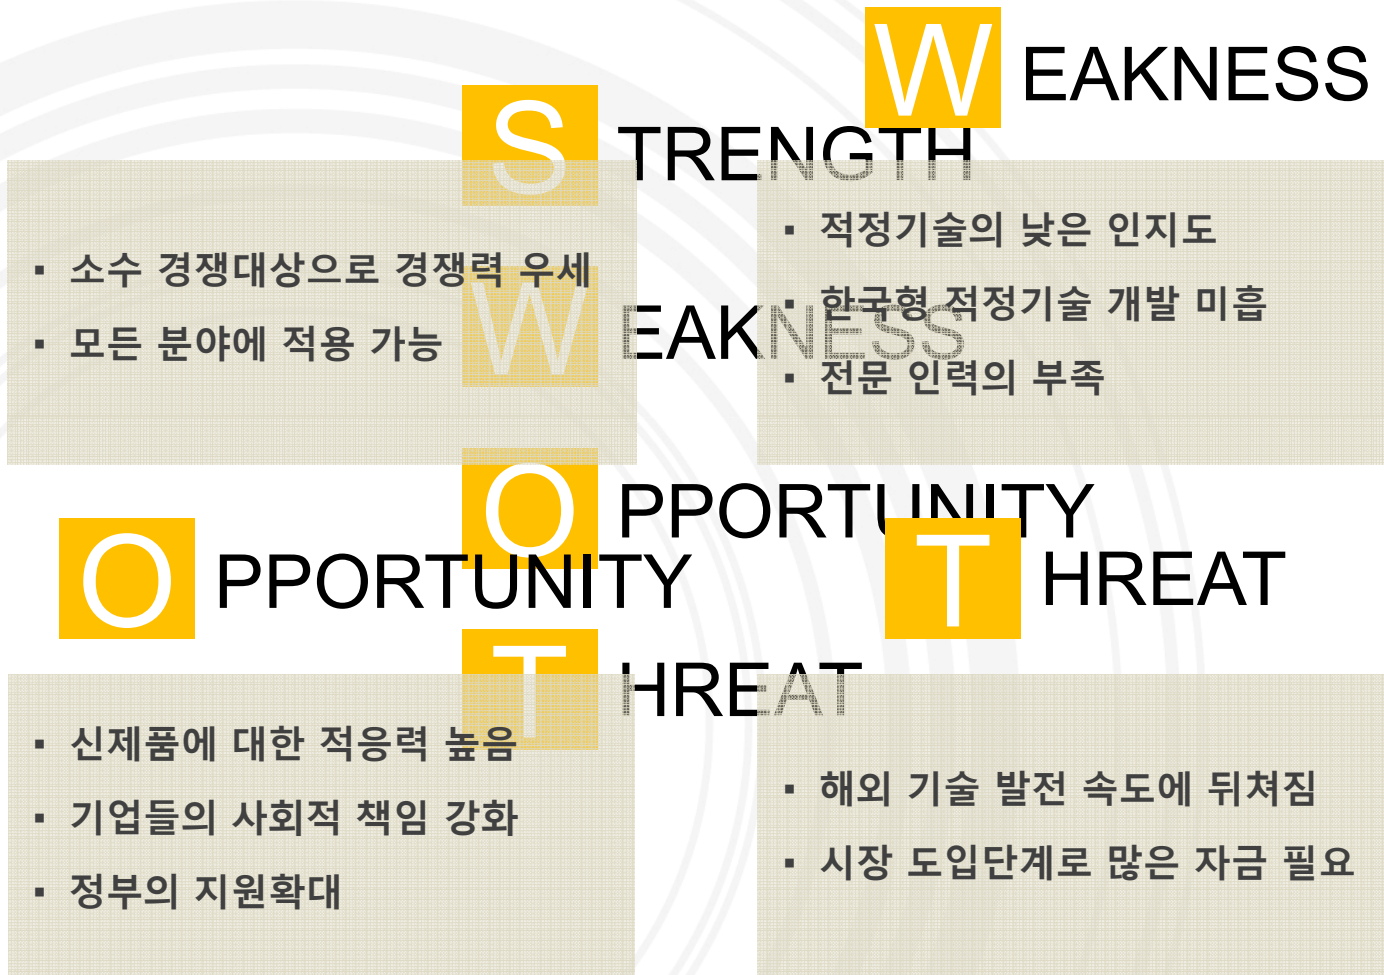 WEAKNESS
STRENGTH
▪ 소수 경쟁대상으로 경쟁력 우세
▪ 모든 분야에 적용 가능
▪ 적정기술의 낮은 인지도
▪ 한국형 적정기술 개발 미흡
▪ 전문 인력의 부족
WEAKNESS
OPPORTUNITY
OPPORTUNITY
THREAT
THREAT
▪ 신제품에 대한 적응력 높음
▪ 기업들의 사회적 책임 강화
▪ 정부의 지원확대
▪ 해외 기술 발전 속도에 뒤쳐짐
▪ 시장 도입단계로 많은 자금 필요